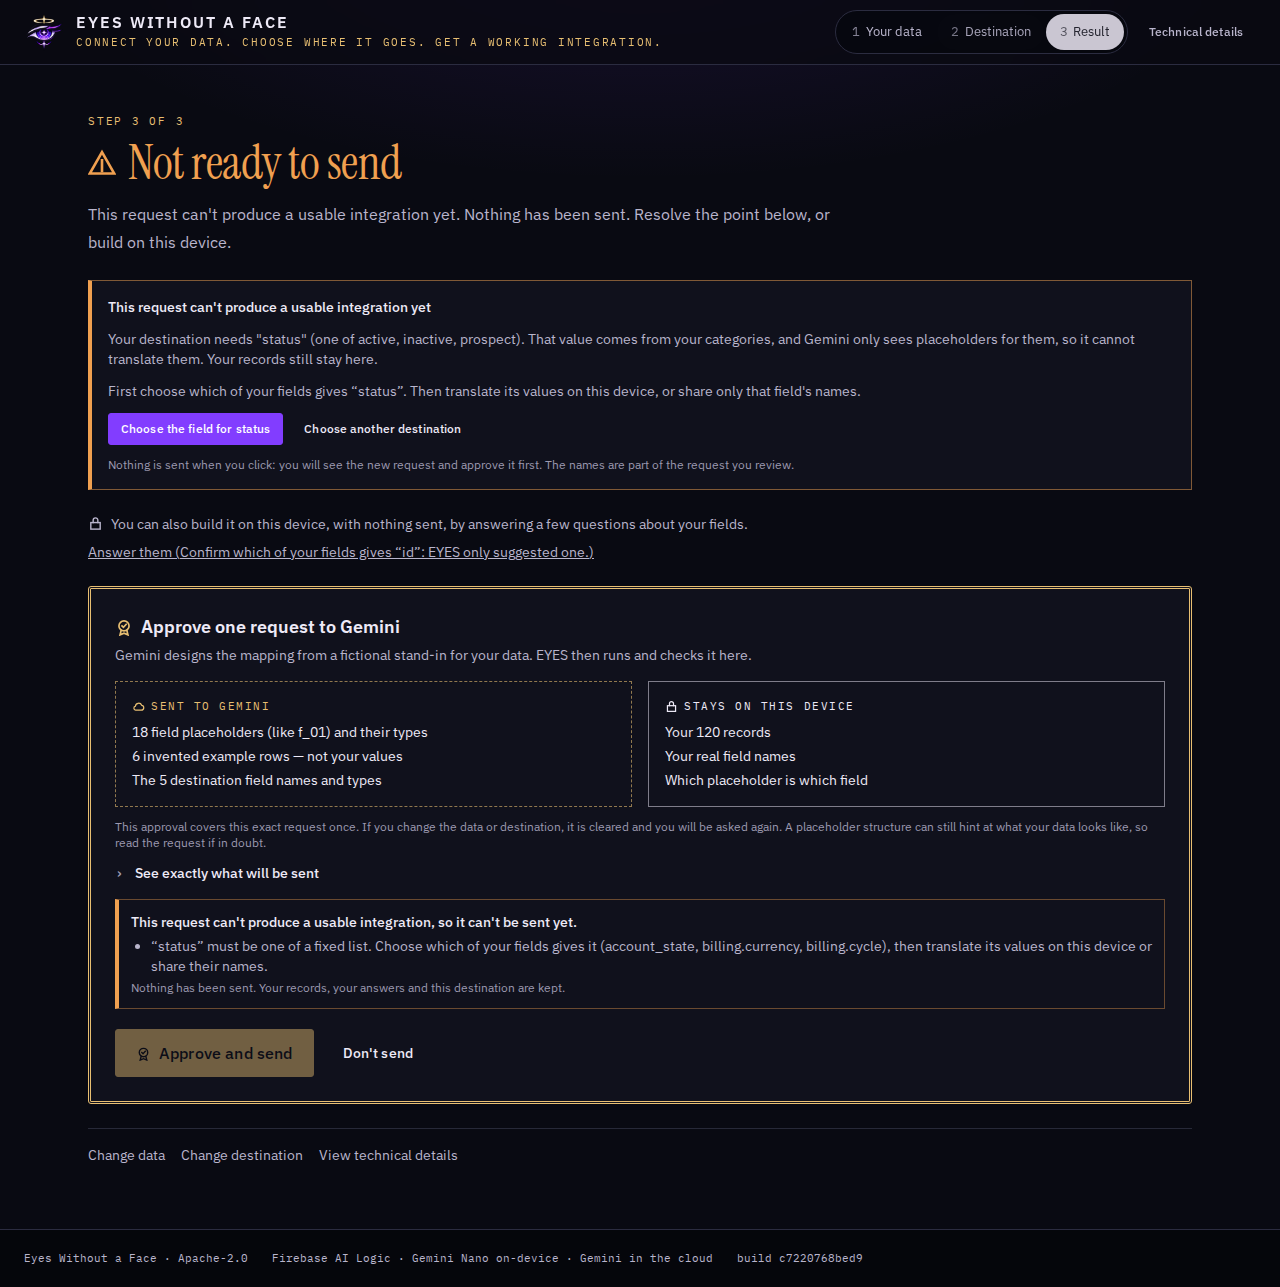 EYES WITHOUT A FACE
CONNECT YOUR DATA. CHOOSE WHERE IT GOES. GET A WORKING INTEGRATION.
1 Your data
2 Destination
3 Result
Technical details
STEP 3 OF 3
Not ready to send
This request can't produce a usable integration yet. Nothing has been sent. Resolve the point below, or
build on this device.
This request can't produce a usable integration yet
Your destination needs "status" (one of active, inactive, prospect). That value comes from your categories, and Gemini only sees placeholders for them, so it cannot
translate them. Your records still stay here.
First choose which of your fields gives “status”. Then translate its values on this device, or share only that field's names.
Choose the field for status
Choose another destination
Nothing is sent when you click: you will see the new request and approve it first. The names are part of the request you review.
You can also build it on this device, with nothing sent, by answering a few questions about your fields.
Answer them (Confirm which of your fields gives “id”: EYES only suggested one.)
Approve one request to Gemini
Gemini designs the mapping from a fictional stand-in for your data. EYES then runs and checks it here.
SENT TO GEMINI
18 field placeholders (like f_01) and their types
6 invented example rows — not your values
The 5 destination field names and types
STAYS ON THIS DEVICE
Your 120 records
Your real field names
Which placeholder is which field
This approval covers this exact request once. If you change the data or destination, it is cleared and you will be asked again. A placeholder structure can still hint at what your data looks like, so
read the request if in doubt.
› See exactly what will be sent
This request can't produce a usable integration, so it can't be sent yet.
• “status” must be one of a fixed list. Choose which of your fields gives it (account_state, billing.currency, billing.cycle), then translate its values on this device or
share their names.
Nothing has been sent. Your records, your answers and this destination are kept.
Approve and send
Don't send
Change data
Change destination
View technical details
Eyes Without a Face · Apache-2.0
Firebase AI Logic · Gemini Nano on-device · Gemini in the cloud
build c7220768bed9